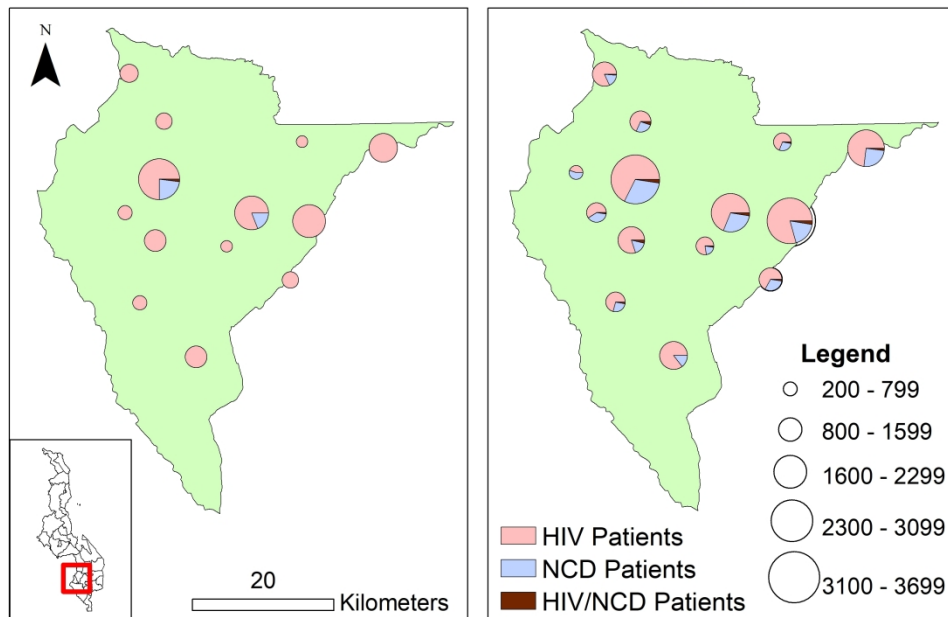 N
20
Kilometers
Legend
200 - 799
800 - 1599
1600 - 2299
2300 - 3099
3100 - 3699
HIV Patients
NCD Patients
HIV/NCD Patients